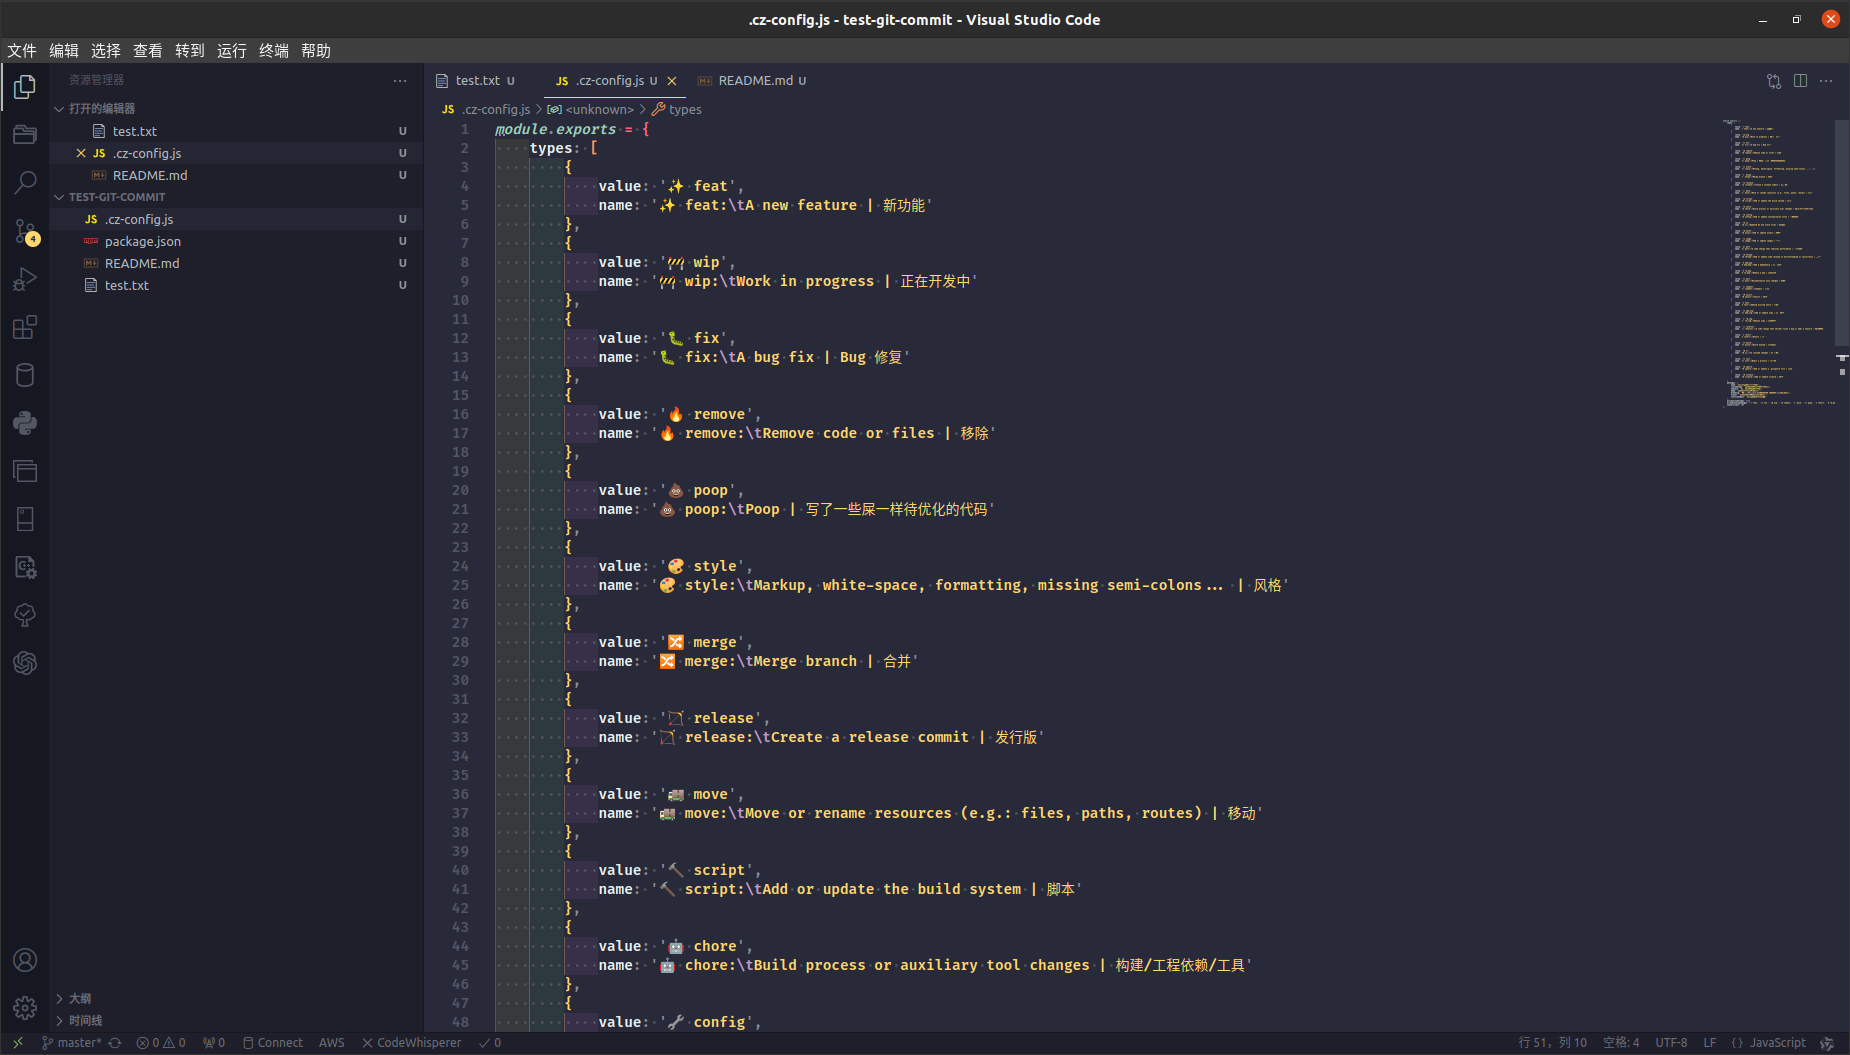 .cz-config.js - test-git-commit - Visual Studio Code
文件 编辑 选择 查看 转到 运行 终端 帮助
资源管理器
打开的编辑器
test.txt U
.cz-config.js U
README.md U
TEST-GIT-COMMIT
.cz-config.js U
package.json U
README.md U
test.txt U
4
大纲
时间线
test.txt U
JS .cz-config.js U
README.md U
JS .cz-config.js > <unknown> > types
1 module.exports = {
2 types: [
3 {
4 value: '✨ feat',
5 name: '✨ feat:\tA new feature | 新功能'
6 },
7 {
8 value: '🚧 wip',
9 name: '🚧 wip:\tWork in progress | 正在开发中'
10 },
11 {
12 value: '🐛 fix',
13 name: '🐛 fix:\tA bug fix | Bug 修复'
14 },
15 {
16 value: '🔥 remove',
17 name: '🔥 remove:\tRemove code or files | 移除'
18 },
19 {
20 value: '💩 poop',
21 name: '💩 poop:\tPoop | 写了一些屎一样待优化的代码'
22 },
23 {
24 value: '🎨 style',
25 name: '🎨 style:\tMarkup, white-space, formatting, missing semi-colons... | 风格'
26 },
27 {
28 value: '🔀 merge',
29 name: '🔀 merge:\tMerge branch | 合并'
30 },
31 {
32 value: '🏹 release',
33 name: '🏹 release:\tCreate a release commit | 发行版'
34 },
35 {
36 value: '🚚 move',
37 name: '🚚 move:\tMove or rename resources (e.g.: files, paths, routes) | 移动'
38 },
39 {
40 value: '🔨 script',
41 name: '🔨 script:\tAdd or update the build system | 脚本'
42 },
43 {
44 value: '🤖 chore',
45 name: '🤖 chore:\tBuild process or auxiliary tool changes | 构建/工程依赖/工具'
46 },
47 {
48 value: '🔧 config',
master* 0 0 0 Connect AWS CodeWhisperer 0 行 51，列 10 空格: 4 UTF-8 LF {} JavaScript